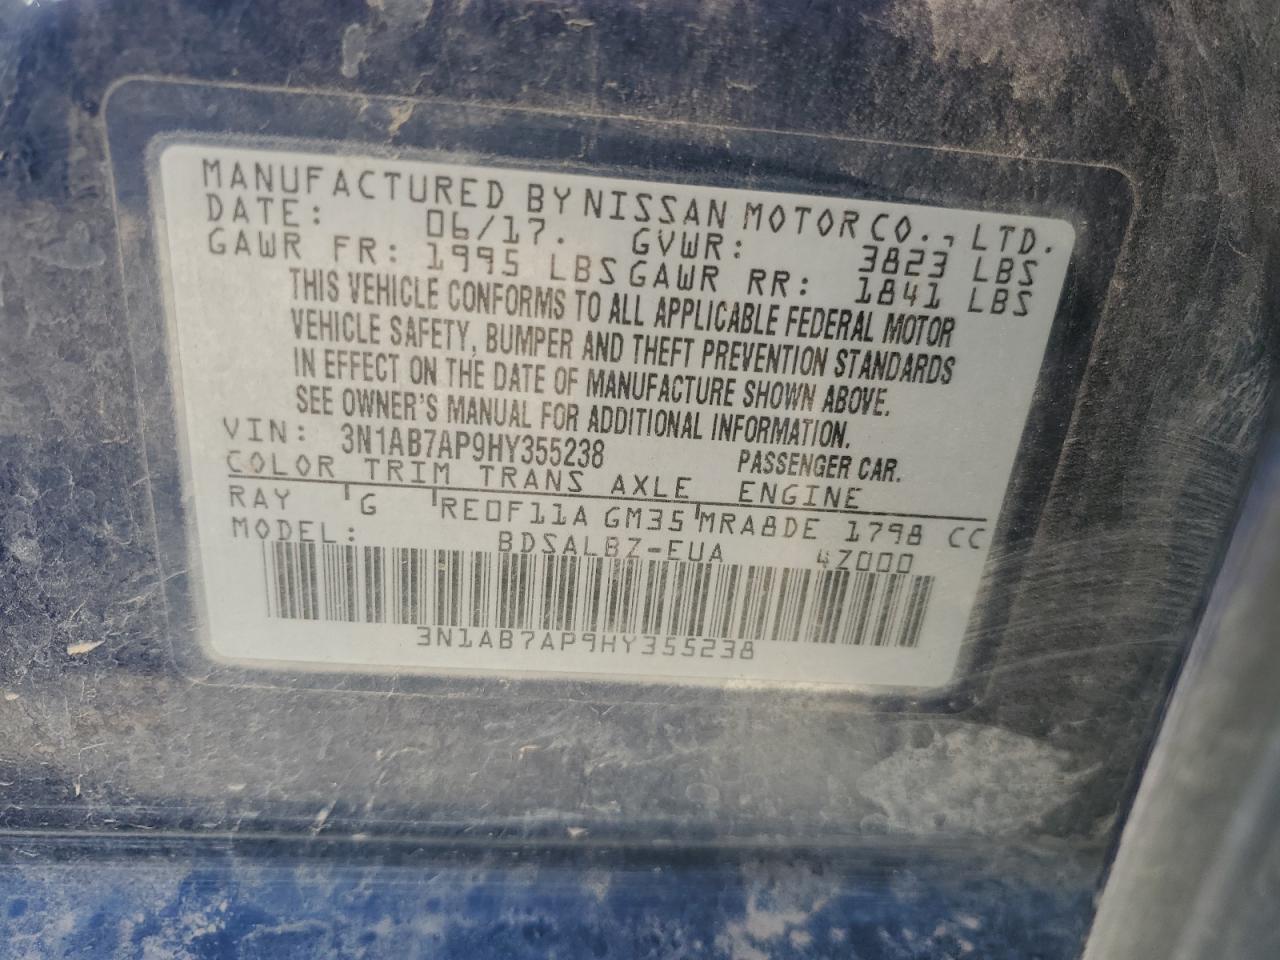 MANUFACTURED BY NISSAN MOTOR CO., LTD.
DATE: 06/17. GVWR: 3823 LBS
GAWR FR: 1995 LBS GAWR RR: 1841 LBS
THIS VEHICLE CONFORMS TO ALL APPLICABLE FEDERAL MOTOR
VEHICLE SAFETY, BUMPER AND THEFT PREVENTION STANDARDS
IN EFFECT ON THE DATE OF MANUFACTURE SHOWN ABOVE.
SEE OWNER'S MANUAL FOR ADDITIONAL INFORMATION.
VIN: 3N1AB7AP9HY355238 PASSENGER CAR.
COLOR TRIM TRANS AXLE ENGINE
RAY G RE0F11A GM35 MRA8DE 1798 CC
MODEL: BDSALBZ-EUA 4Z000
3N1AB7AP9HY355238